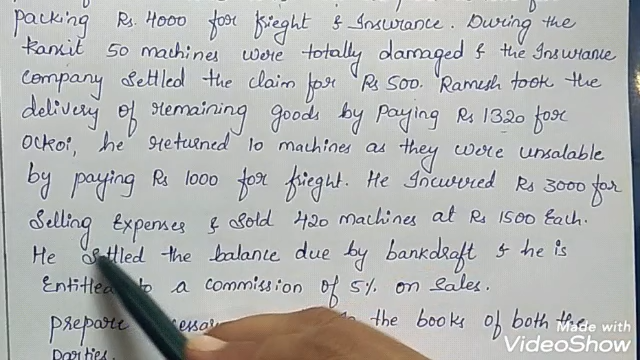 packing Rs. 4000 for frieght & Insurance. During the
transit 50 machines were totally damaged & the Insurance
company settled the claim for Rs 500. Ramesh took the
delivery of remaining goods by paying Rs 1320 for
octroi, he returned 10 machines as they were unsalable
by paying Rs 1000 for frieght. He Incurred Rs 3000 for
selling Expenses & sold 420 machines at Rs 1500 Each.
He settled the balance due by bankdraft & he is
Entitled to a commission of 5% on sales.
prepare the books of both the
parties.
Made with
VideoShow